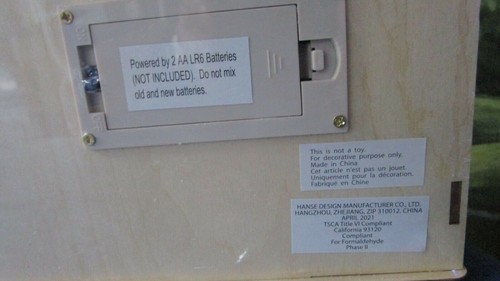 Powered by 2 AA LR6 Batteries
(NOT INCLUDED). Do not mix
old and new batteries.
This is not a toy.
For decorative purpose only.
Made in China
Cet article n'est pas un jouet.
Uniquement pour la décoration.
Fabriqué en Chine
HANSE DESIGN MANUFACTURER CO., LTD.
HANGZHOU, ZHEJIANG, ZIP 310012, CHINA
APRIL, 2021
TSCA Title VI Compliant
California 93120
Compliant
For Formaldehyde
Phase II